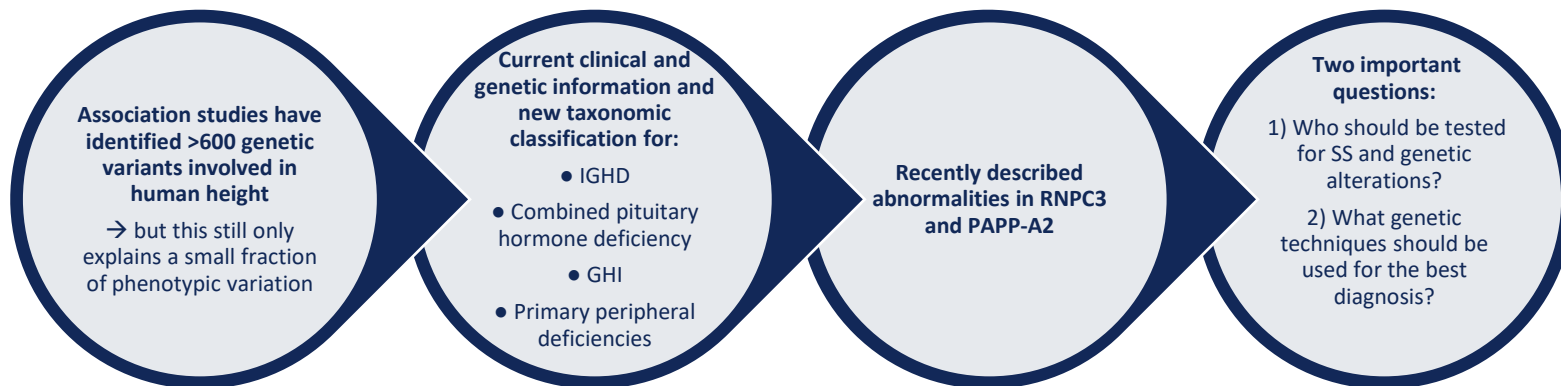 Association studies have
identified >600 genetic
variants involved in
human height
→ but this still only
explains a small fraction
of phenotypic variation
Current clinical and
genetic information and
new taxonomic
classification for:
● IGHD
● Combined pituitary
hormone deficiency
● GHI
● Primary peripheral
deficiencies
Recently described
abnormalities in RNPC3
and PAPP-A2
Two important
questions:
1) Who should be tested
for SS and genetic
alterations?
2) What genetic
techniques should be
used for the best
diagnosis?